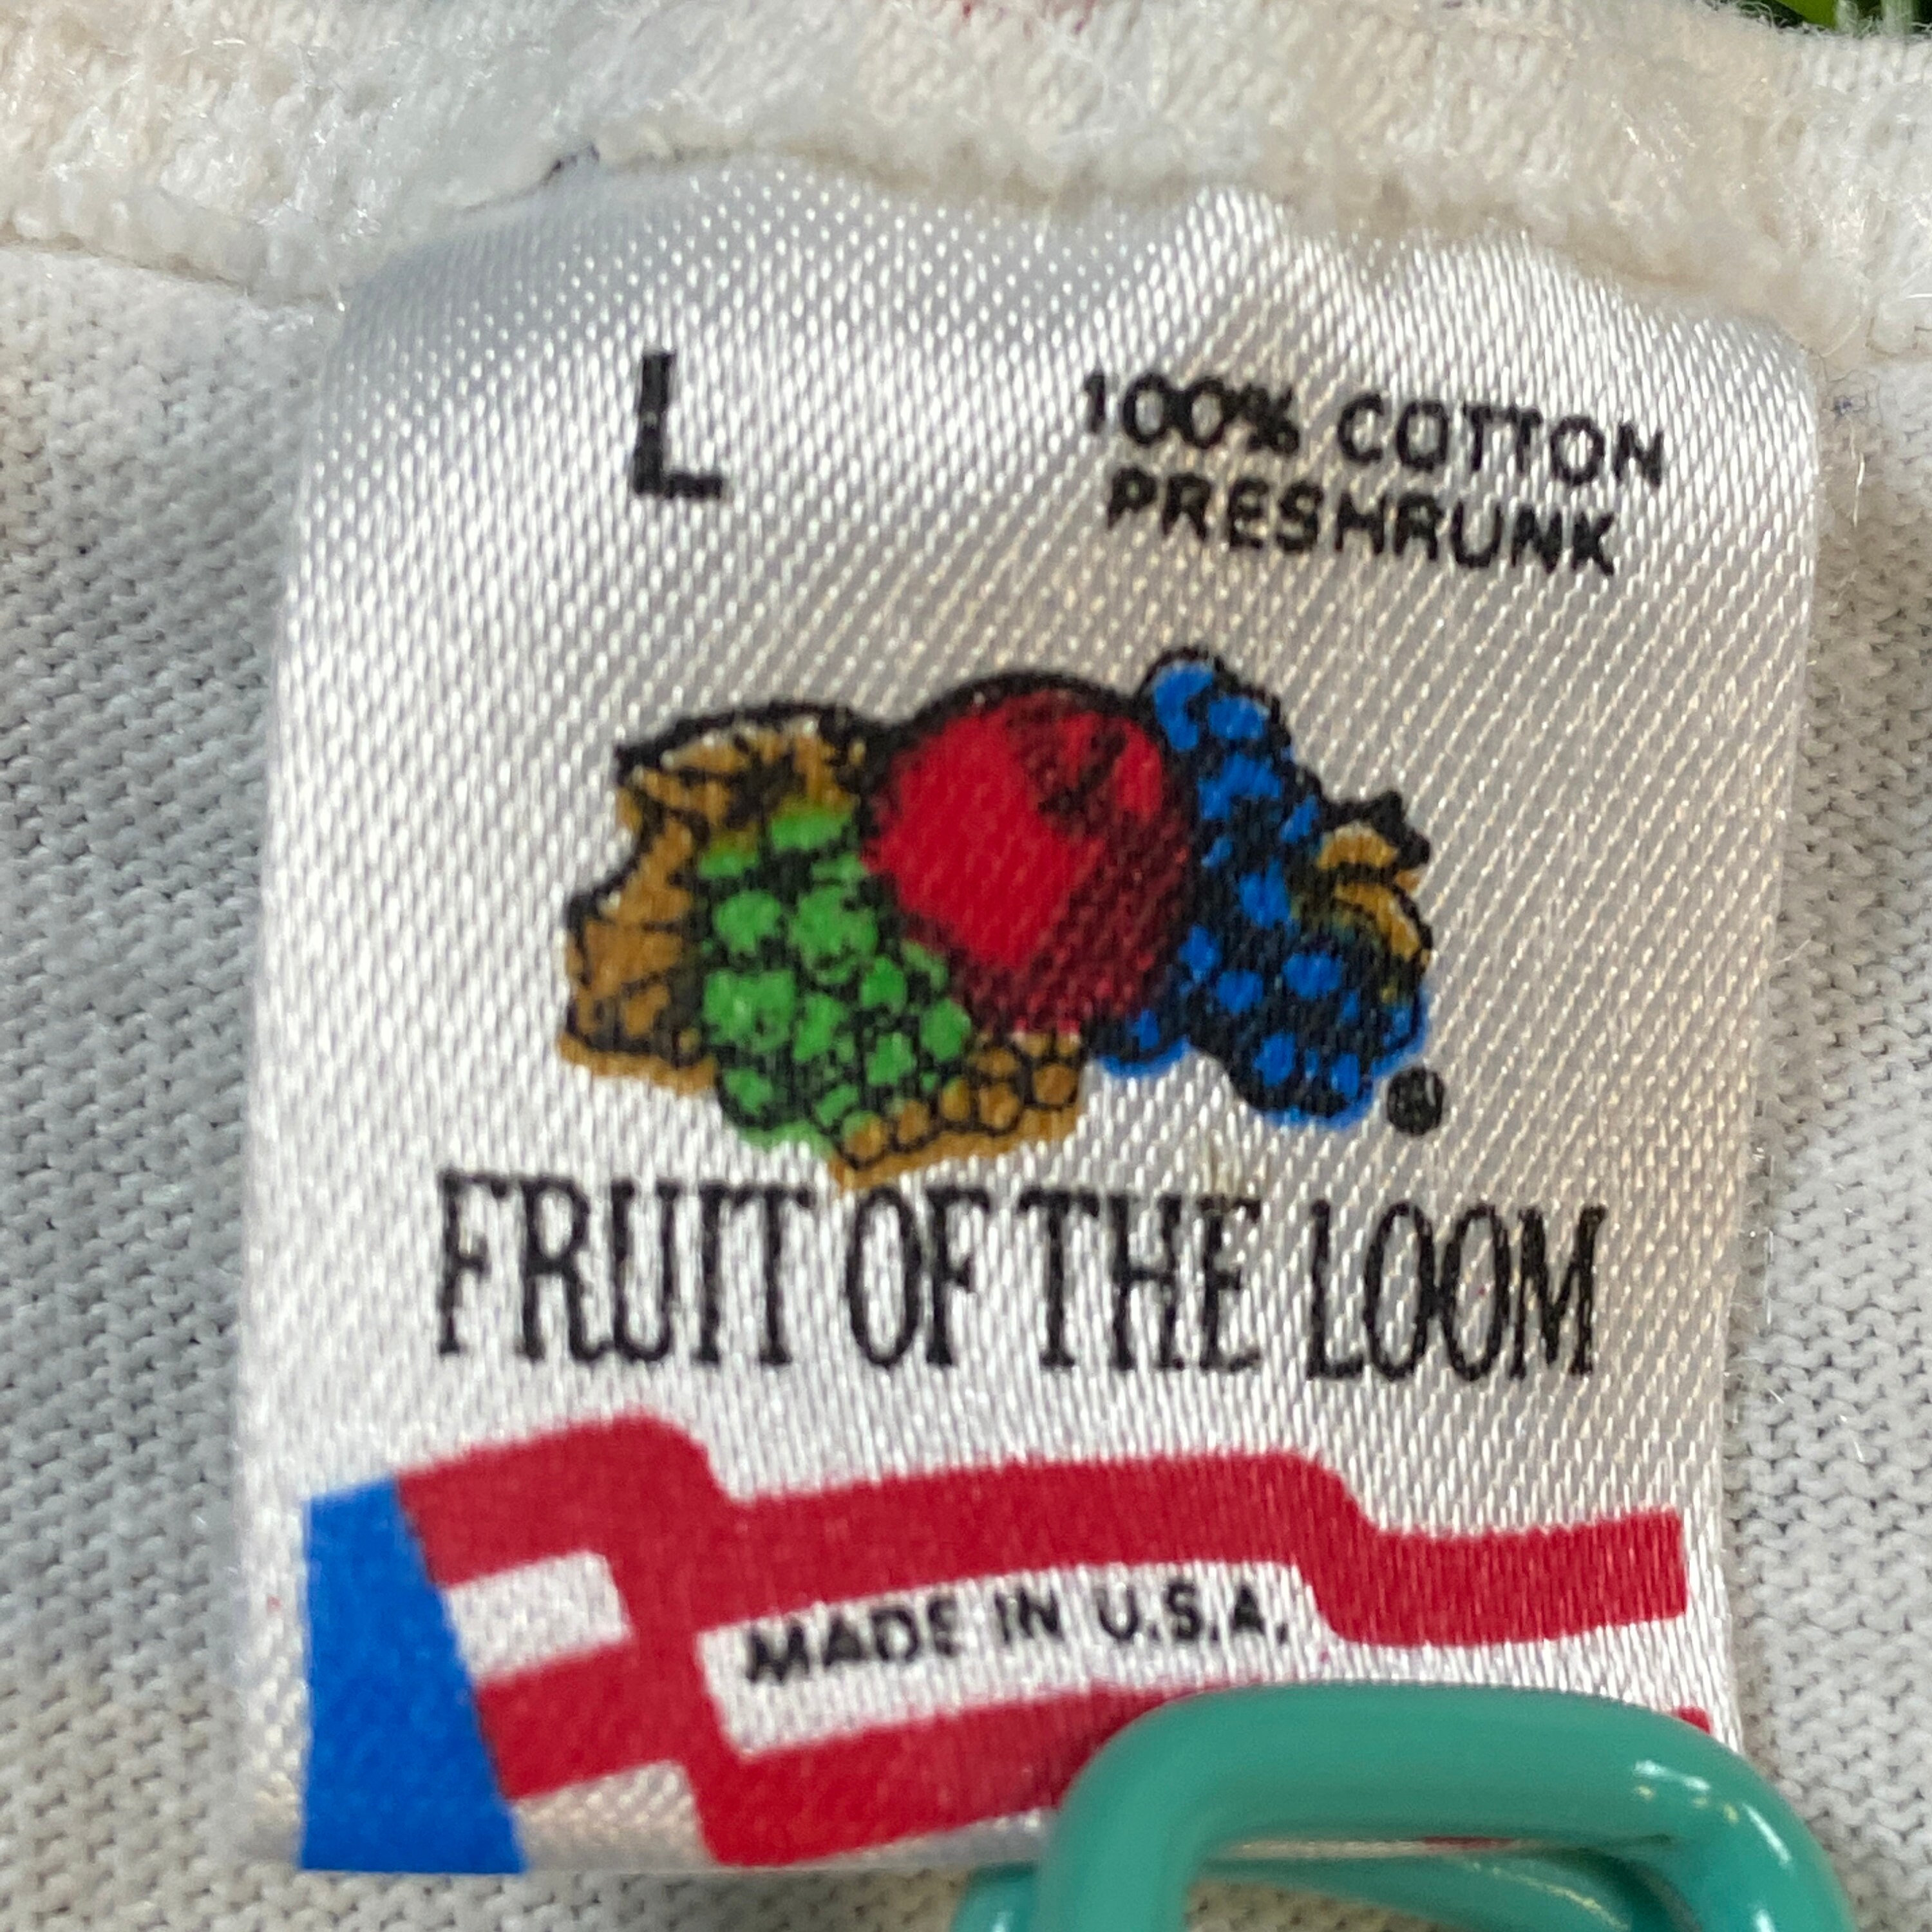 L
100% COTTON
PRESHRUNK
®
FRUIT OF THE LOOM
MADE IN U.S.A.